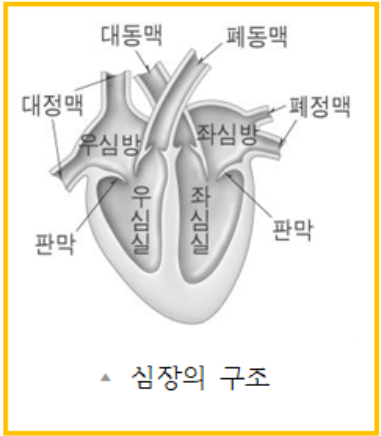 대동맥 폐동맥
대정맥 폐정맥
우심방 좌심방
우심실 좌심실
판막 판막
▲ 심장의 구조